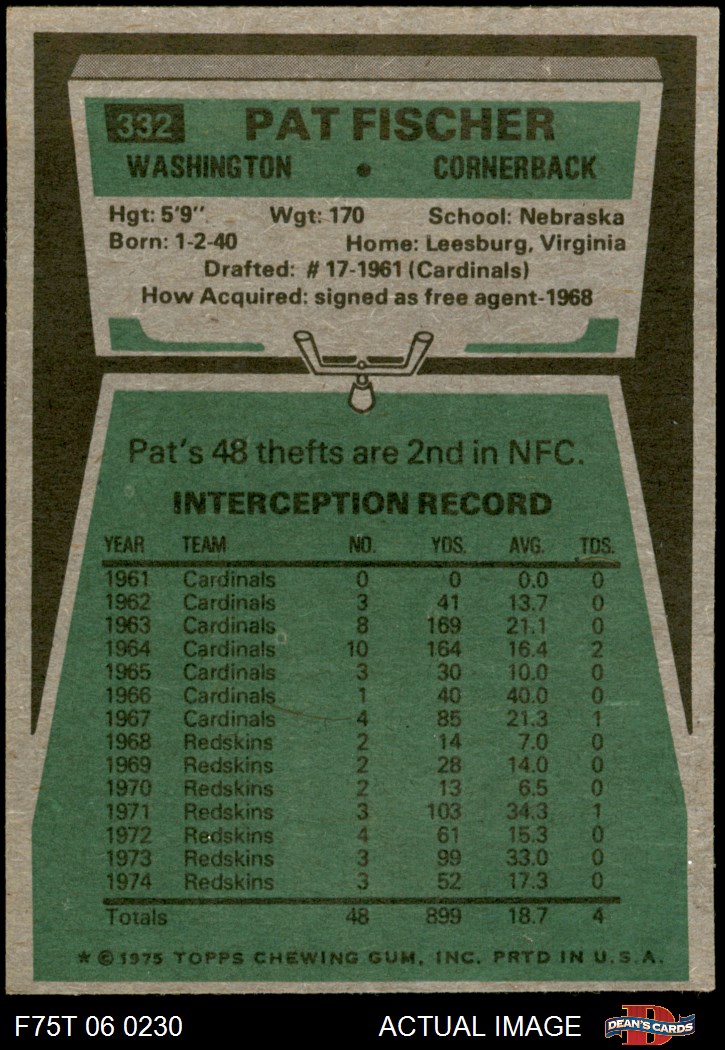 332 PAT FISCHER
WASHINGTON • CORNERBACK
Hgt: 5'9" Wgt: 170 School: Nebraska
Born: 1-2-40 Home: Leesburg, Virginia
Drafted: #17-1961 (Cardinals)
How Acquired: signed as free agent-1968
Pat's 48 thefts are 2nd in NFC.
INTERCEPTION RECORD
YEAR TEAM NO. YDS. AVG. TDS.
1961 Cardinals 0 0 0.0 0
1962 Cardinals 3 41 13.7 0
1963 Cardinals 8 169 21.1 0
1964 Cardinals 10 164 16.4 2
1965 Cardinals 3 30 10.0 0
1966 Cardinals 1 40 40.0 0
1967 Cardinals 4 85 21.3 1
1968 Redskins 2 14 7.0 0
1969 Redskins 2 28 14.0 0
1970 Redskins 2 13 6.5 0
1971 Redskins 3 103 34.3 1
1972 Redskins 4 61 15.3 0
1973 Redskins 3 99 33.0 0
1974 Redskins 3 52 17.3 0
Totals 48 899 18.7 4
* © 1975 TOPPS CHEWING GUM, INC. PRTD IN U.S.A.
F75T 06 0230 ACTUAL IMAGE D DEAN'S CARDS